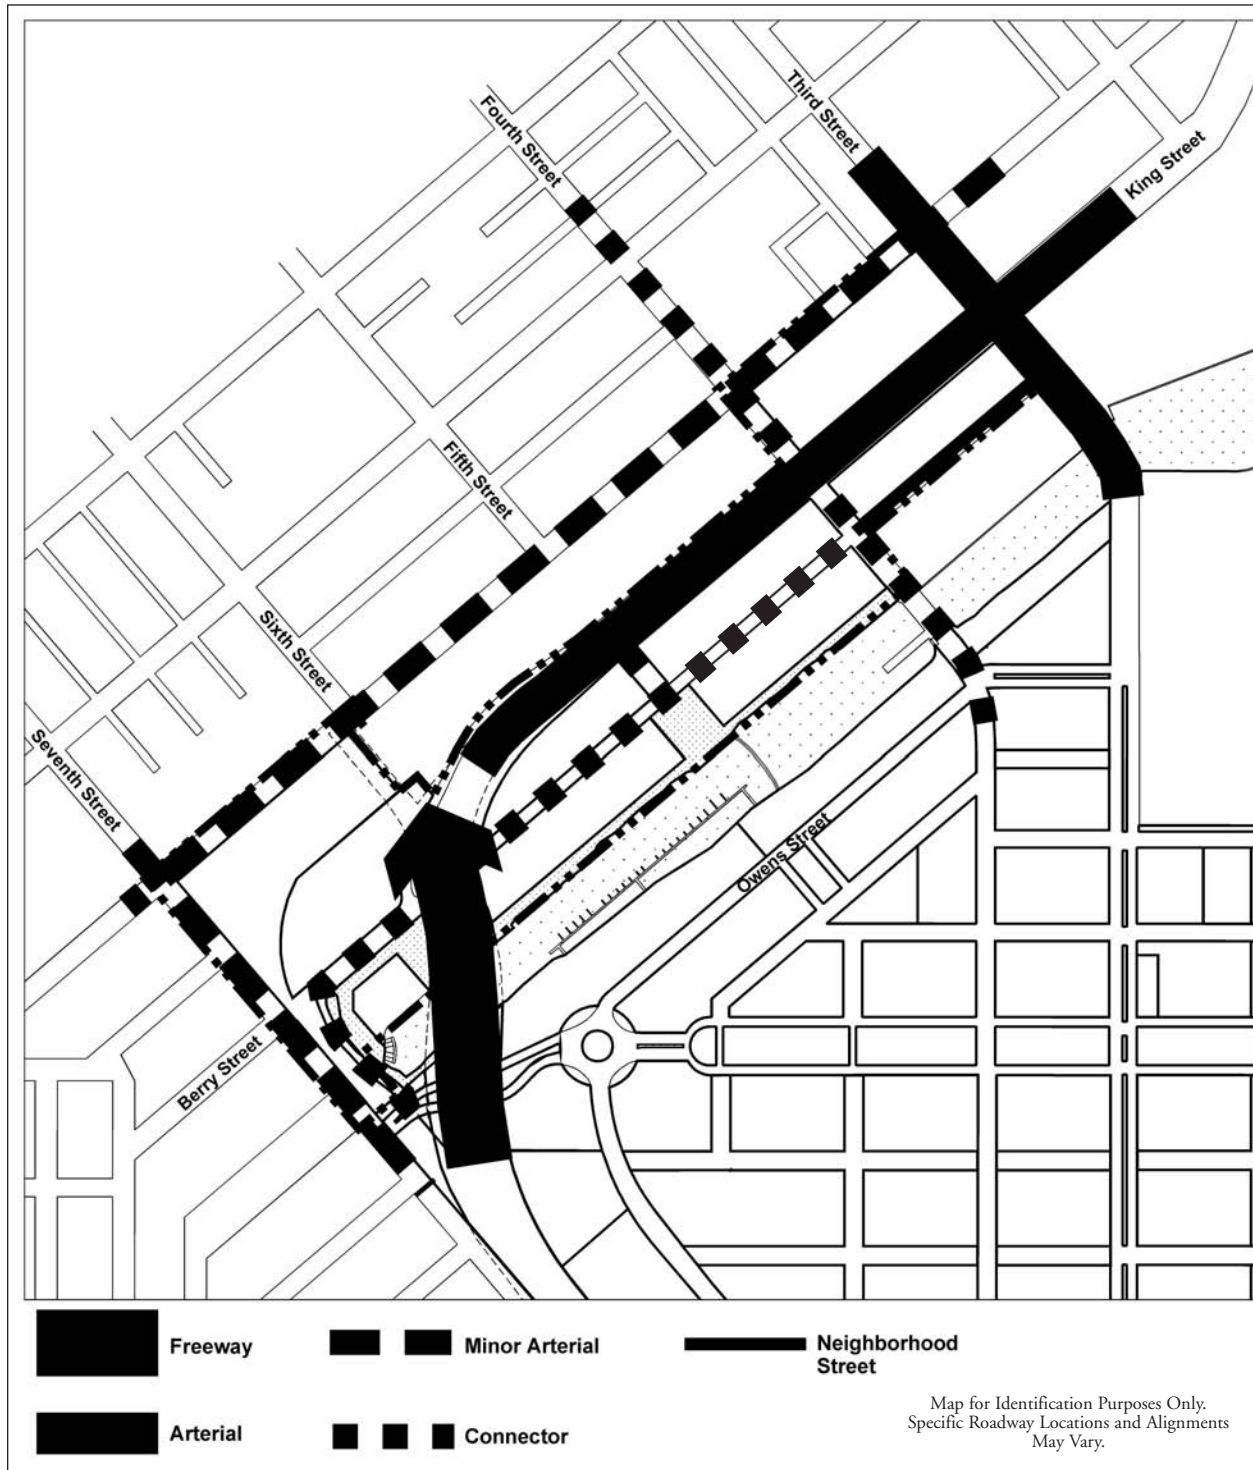 Third Street
Fourth Street
King Street
Fifth Street
Sixth Street
Seventh Street
Owens Street
Berry Street
Freeway
Minor Arterial
Neighborhood
Street
Arterial
Connector
Map for Identification Purposes Only.
Specific Roadway Locations and Alignments
May Vary.